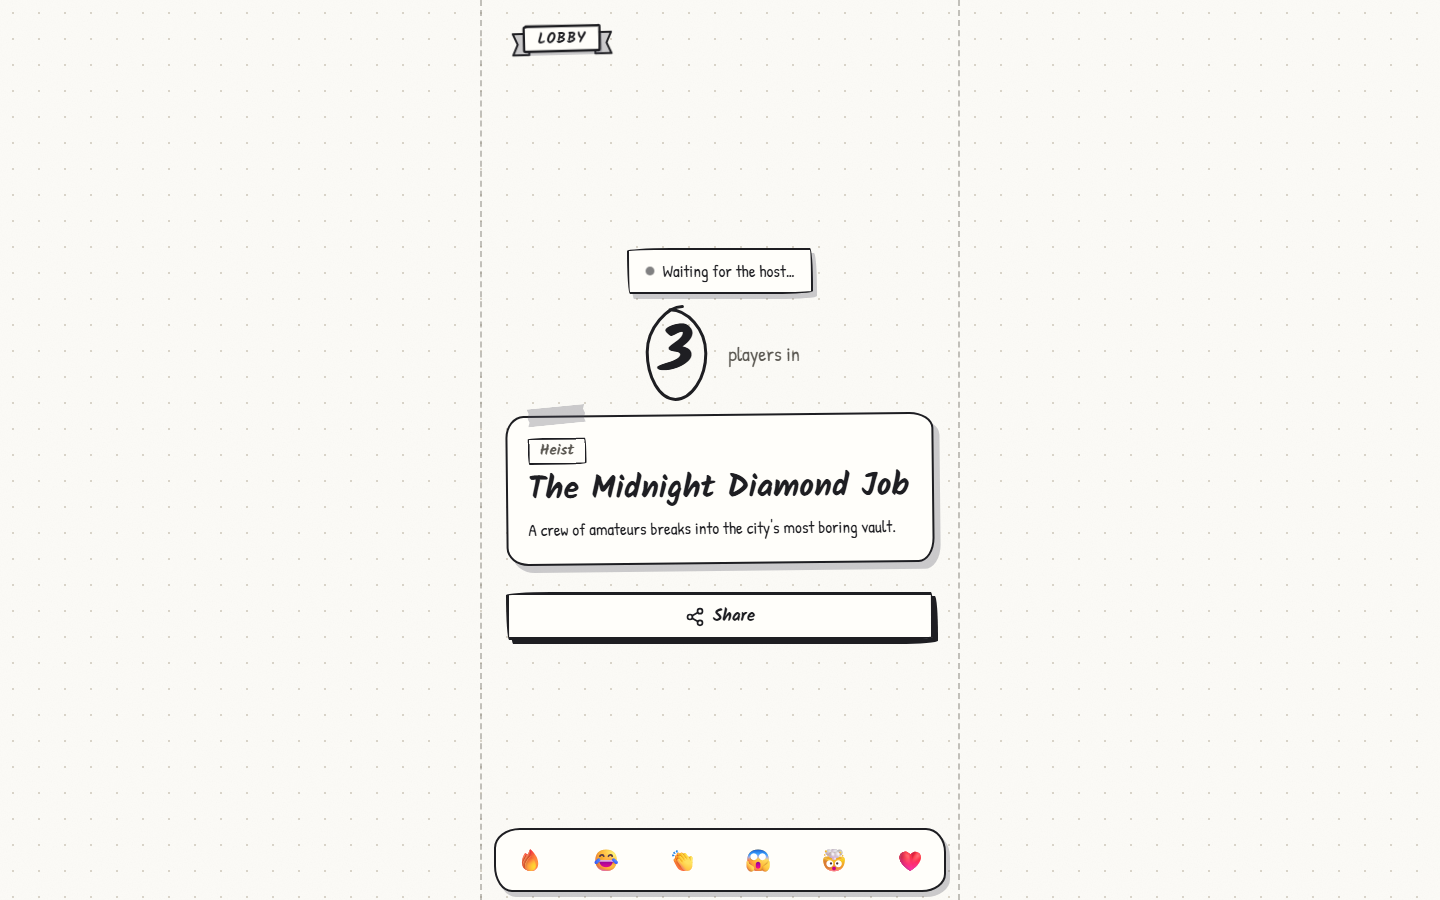 LOBBY
Waiting for the host...
3 players in
Heist
The Midnight Diamond Job
A crew of amateurs breaks into the city's most boring vault.
Share